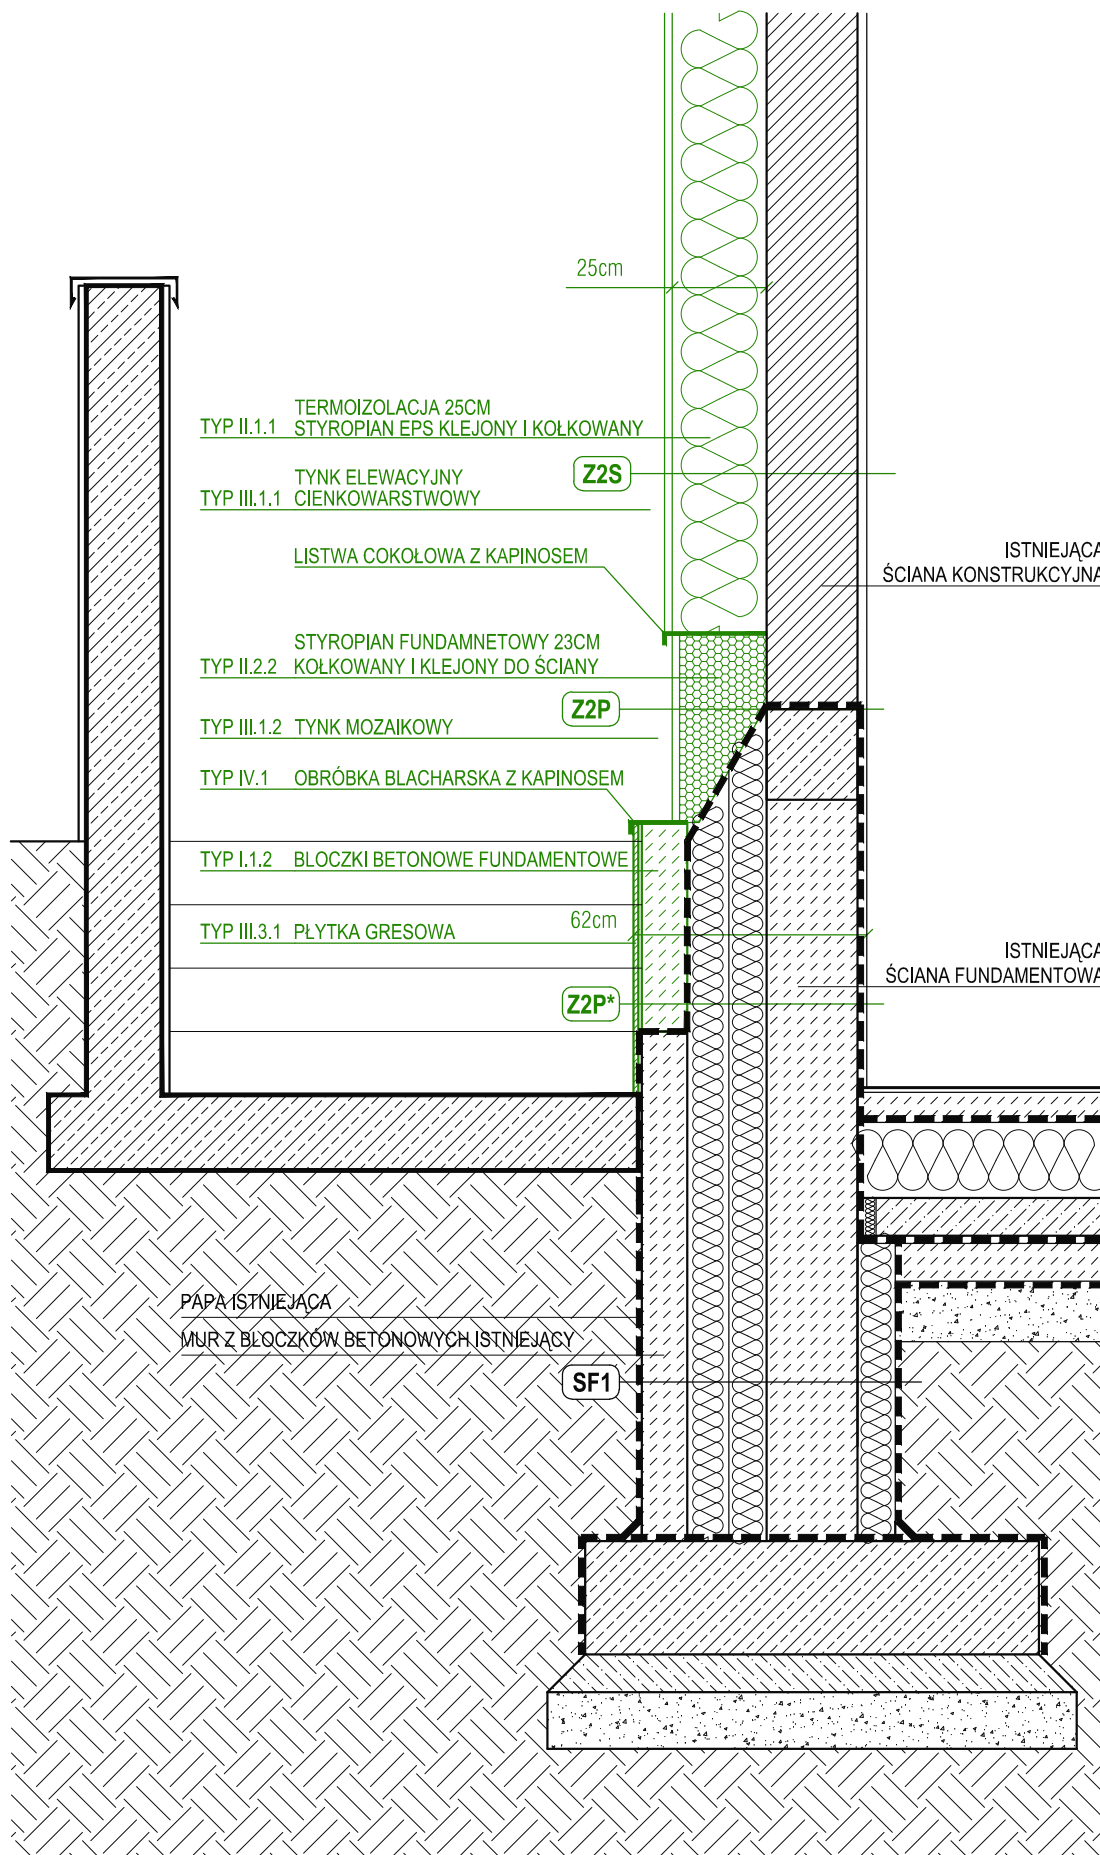 25cm
TERMOIZOLACJA 25CM
TYP II.1.1 STYROPIAN EPS KLEJONY I KOŁKOWANY
Z2S
TYNK ELEWACYJNY
TYP III.1.1 CIENKOWARSTWOWY
ISTNIEJĄCA
ŚCIANA KONSTRUKCYJNA
LISTWA COKOŁOWA Z KAPINOSEM
STYROPIAN FUNDAMNETOWY 23CM
TYP II.2.2 KOŁKOWANY I KLEJONY DO ŚCIANY
Z2P
TYP III.1.2 TYNK MOZAIKOWY
TYP IV.1 OBRÓBKA BLACHARSKA Z KAPINOSEM
TYP I.1.2 BLOCZKI BETONOWE FUNDAMENTOWE
62cm
TYP III.3.1 PŁYTKA GRESOWA
ISTNIEJĄCA
ŚCIANA FUNDAMENTOWA
Z2P*
PAPA ISTNIEJĄCA
MUR Z BLOCZKÓW BETONOWYCH ISTNIEJĄCY
SF1